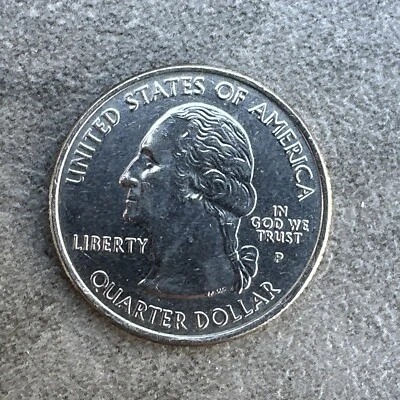 UNITED STATES OF AMERICA
LIBERTY
IN
GOD WE
TRUST
P
QUARTER DOLLAR